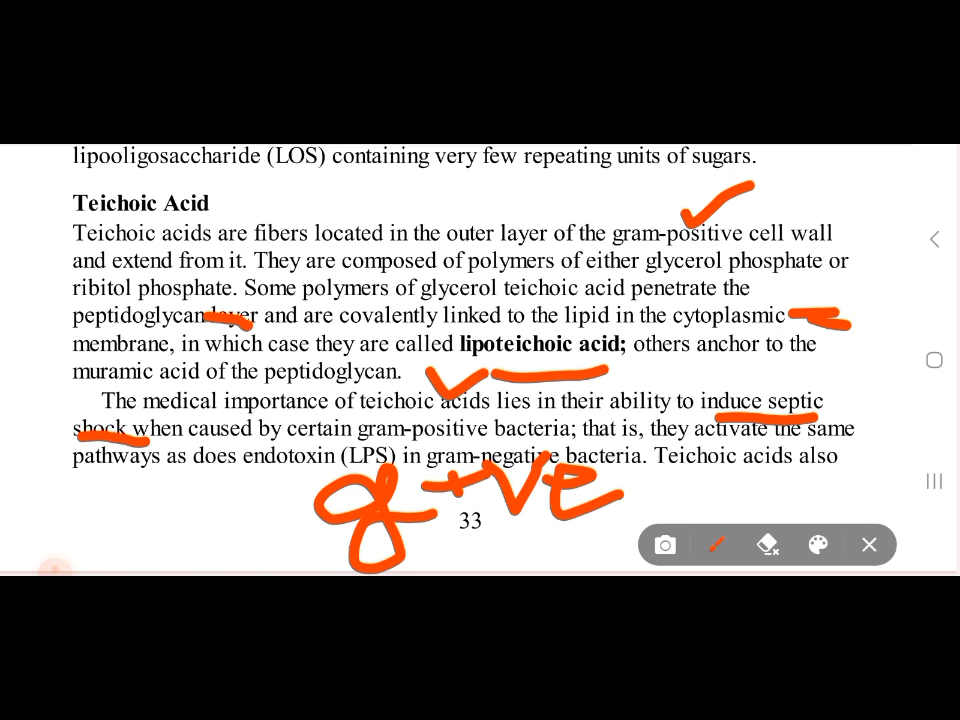 lipooligosaccharide (LOS) containing very few repeating units of sugars.
Teichoic Acid
Teichoic acids are fibers located in the outer layer of the gram-positive cell wall
and extend from it. They are composed of polymers of either glycerol phosphate or
ribitol phosphate. Some polymers of glycerol teichoic acid penetrate the
peptidoglycan layer and are covalently linked to the lipid in the cytoplasmic
membrane, in which case they are called lipoteichoic acid; others anchor to the
muramic acid of the peptidoglycan.
The medical importance of teichoic acids lies in their ability to induce septic
shock when caused by certain gram-positive bacteria; that is, they activate the same
pathways as does endotoxin (LPS) in gram-negative bacteria. Teichoic acids also
g+ve
33